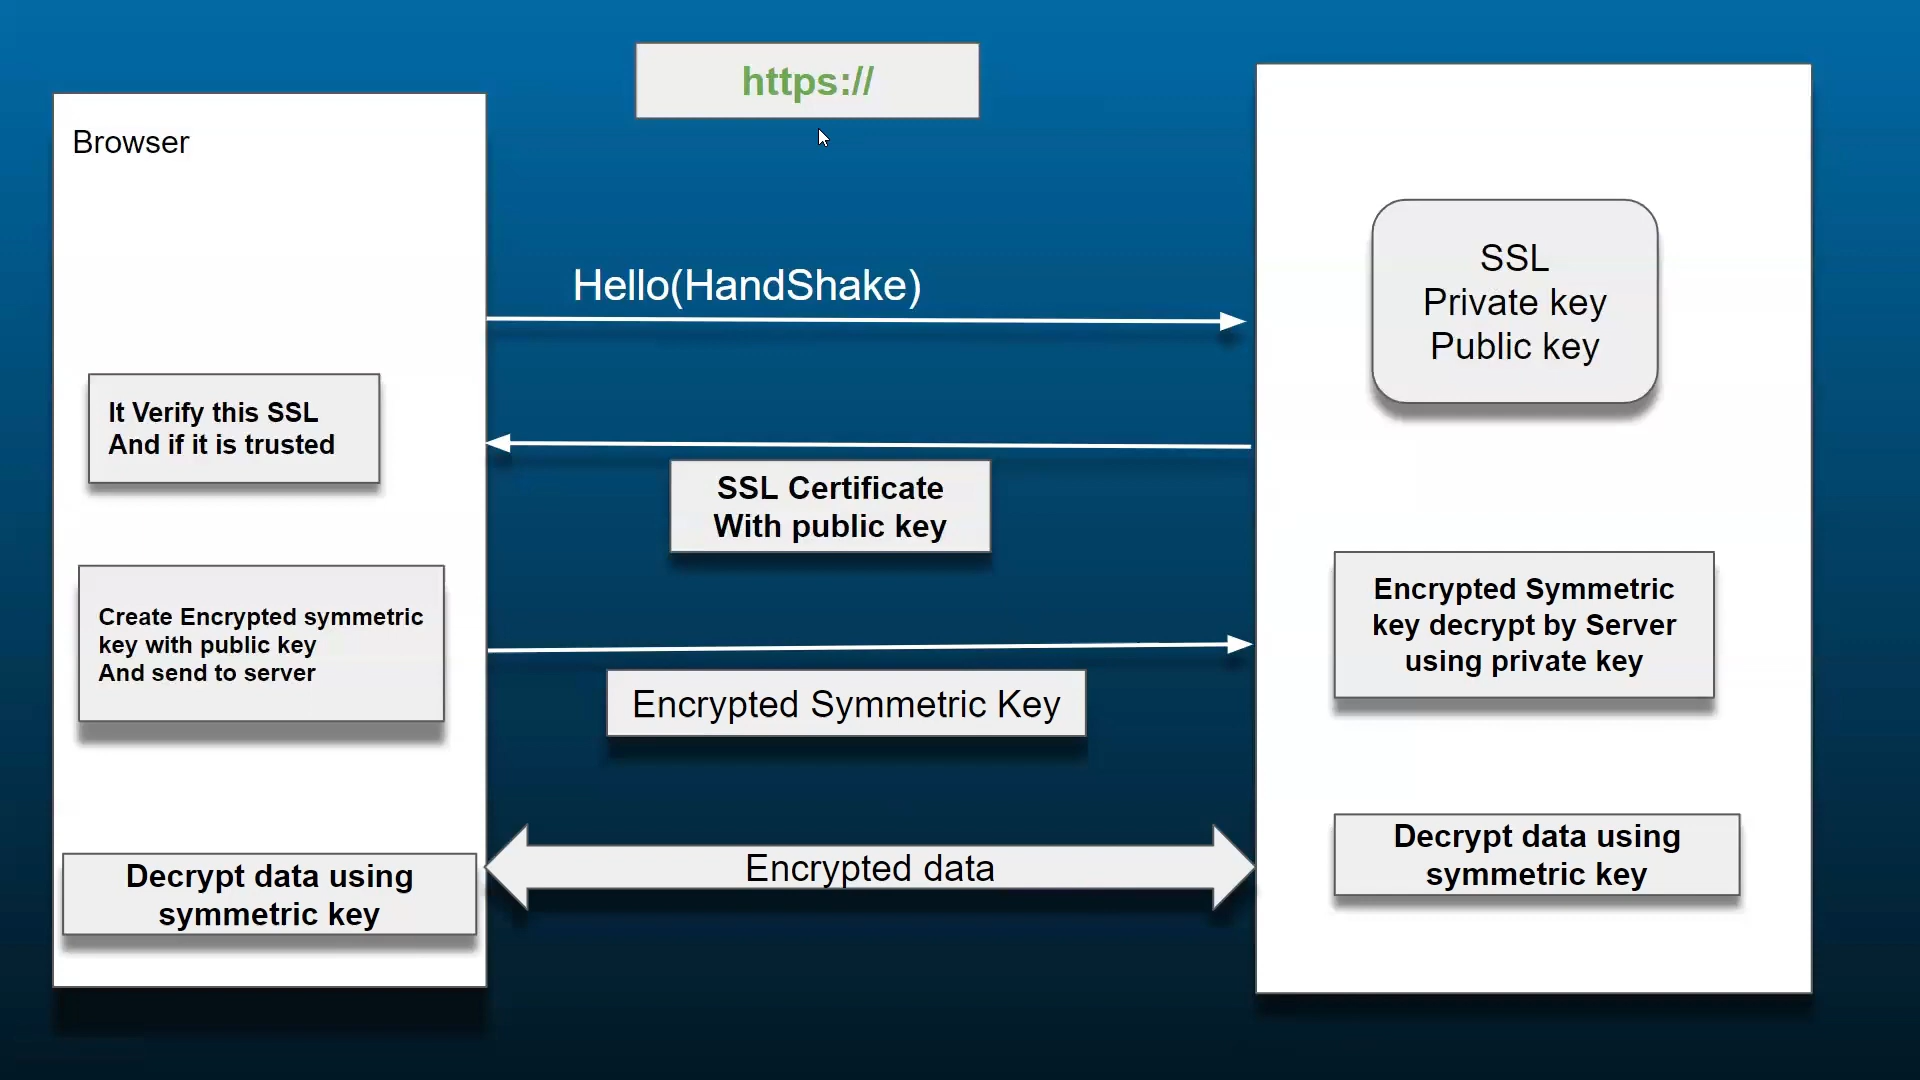 https://
Browser
Hello(HandShake)
SSL
Private key
Public key
It Verify this SSL
And if it is trusted
SSL Certificate
With public key
Create Encrypted symmetric
key with public key
And send to server
Encrypted Symmetric
key decrypt by Server
using private key
Encrypted Symmetric Key
Decrypt data using
symmetric key
Encrypted data
Decrypt data using
symmetric key